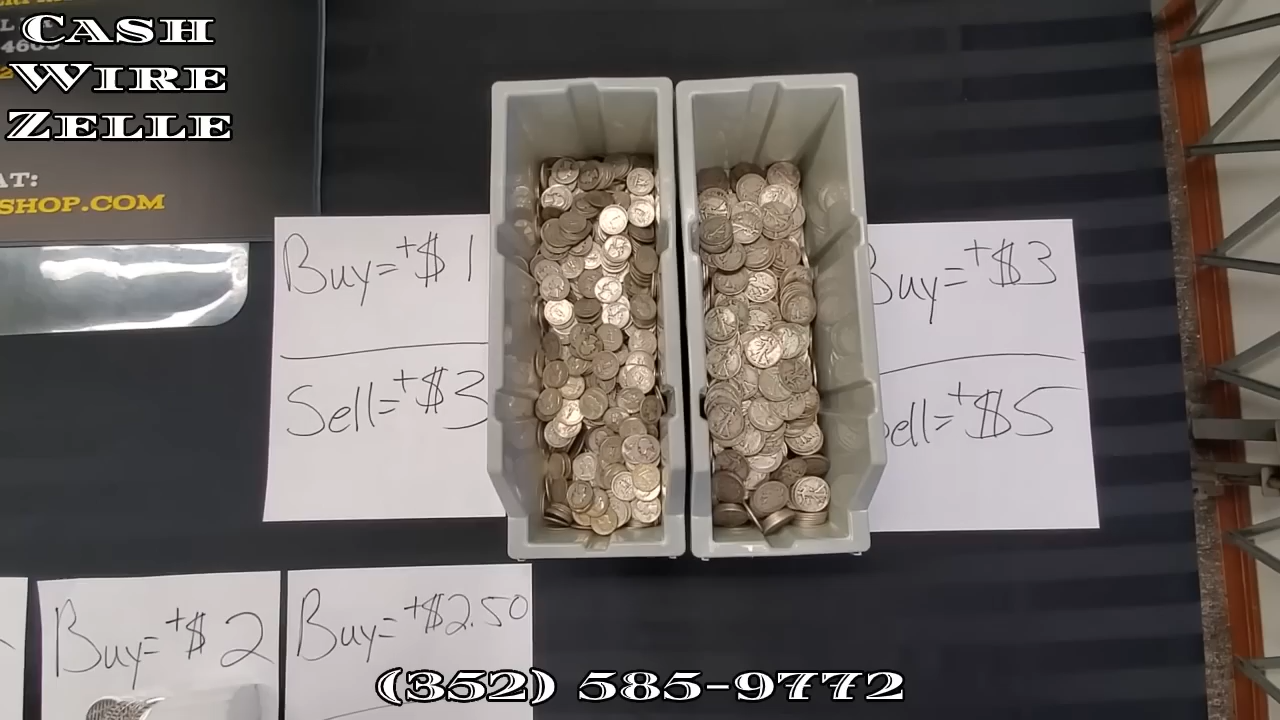 CASH
WIRE
ZELLE
AT:
SHOP.COM
Buy=+$1
Sell=+$3
Buy=+$3
Sell=+$5
Buy=+$2
Buy=+$2.50
(352) 585-9772